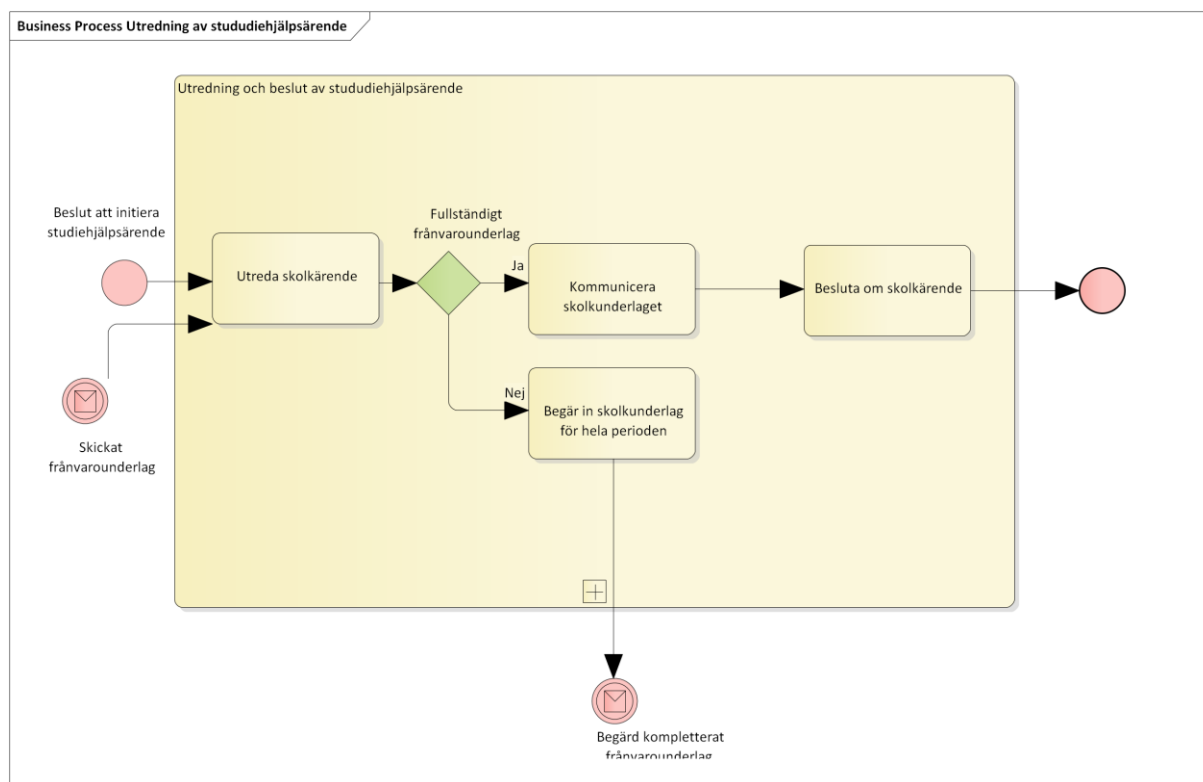 Business Process Utredning av stududiehjälpsärende
Utredning och beslut av stududiehjälpsärende
Beslut att initiera
studiehjälpsärende
Utreda skolkärende
Fullständigt
frånvarounderlag
Ja
Kommunicera
skolkunderlaget
Besluta om skolkärende
Nej
Begär in skolkunderlag
för hela perioden
Skickat
frånvarounderlag
Begärd kompletterat
frånvarounderlag